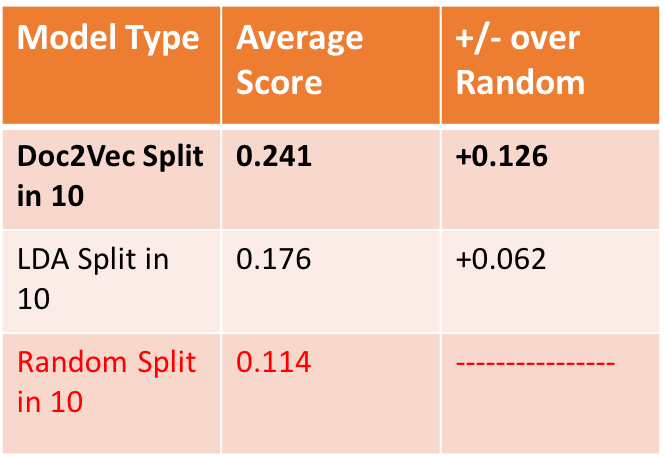 Model Type
Average
Score
+/- over
Random
Doc2Vec Split
in 10
0.241
+0.126
LDA Split in
10
0.176
+0.062
Random Split
in 10
0.114
----------------